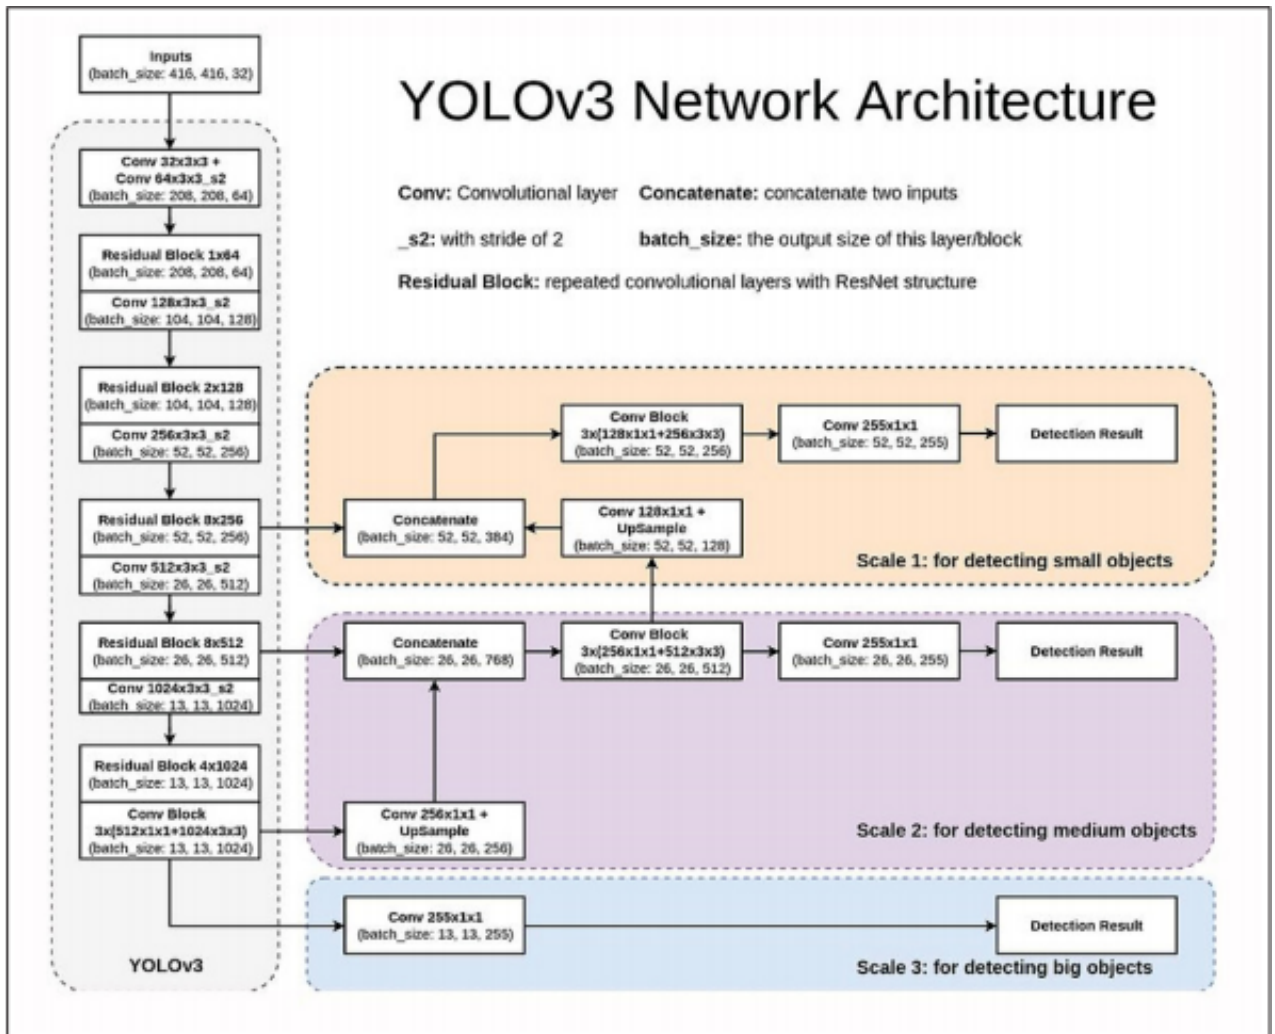 YOLOv3 Network Architecture
Conv: Convolutional layer
Concatenate: concatenate two inputs
_s2: with stride of 2
batch_size: the output size of this layer/block
Residual Block: repeated convolutional layers with ResNet structure
Inputs
(batch_size: 416, 416, 32)
Conv 32x3x3 +
Conv 64x3x3_s2
(batch_size: 208, 208, 64)
Residual Block 1x64
(batch_size: 208, 208, 64)
Conv 128x3x3_s2
(batch_size: 104, 104, 128)
Residual Block 2x128
(batch_size: 104, 104, 128)
Conv 256x3x3_s2
(batch_size: 52, 52, 256)
Residual Block 8x256
(batch_size: 52, 52, 256)
Conv 512x3x3_s2
(batch_size: 26, 26, 512)
Residual Block 8x512
(batch_size: 26, 26, 512)
Conv 1024x3x3_s2
(batch_size: 13, 13, 1024)
Residual Block 4x1024
(batch_size: 13, 13, 1024)
Conv Block
3x(512x1x1+1024x3x3)
(batch_size: 13, 13, 1024)
YOLOv3
Conv Block
3x(128x1x1+256x3x3)
(batch_size: 52, 52, 256)
Conv 255x1x1
(batch_size: 52, 52, 255)
Detection Result
Concatenate
(batch_size: 52, 52, 384)
Conv 128x1x1 +
UpSample
(batch_size: 52, 52, 128)
Scale 1: for detecting small objects
Concatenate
(batch_size: 26, 26, 768)
Conv Block
3x(256x1x1+512x3x3)
(batch_size: 26, 26, 512)
Conv 255x1x1
(batch_size: 26, 26, 255)
Detection Result
Conv 256x1x1 +
UpSample
(batch_size: 26, 26, 256)
Scale 2: for detecting medium objects
Conv 255x1x1
(batch_size: 13, 13, 255)
Detection Result
Scale 3: for detecting big objects